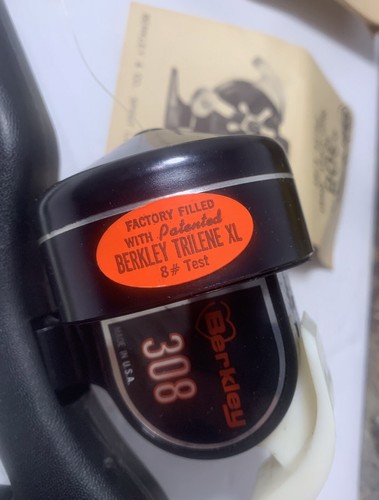 FACTORY FILLED
WITH Patented
BERKLEY TRILENE XL
8# Test
Berkley
308
MADE IN U.S.A.